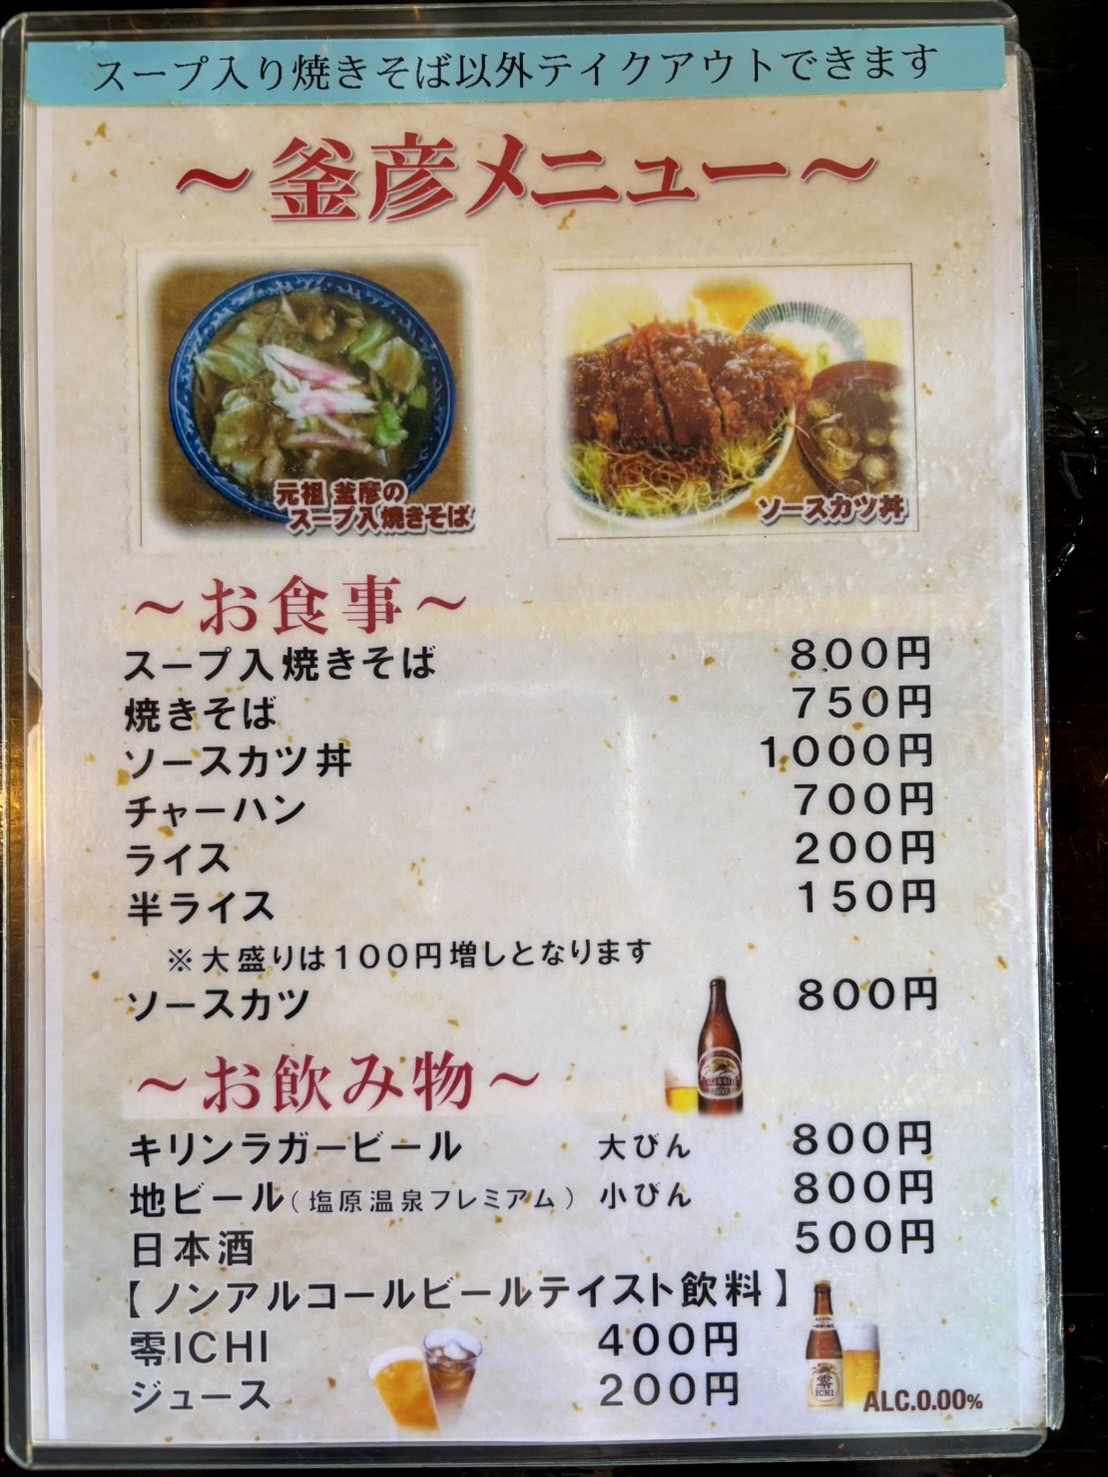 スープ入り焼きそば以外テイクアウトできます
～釜彦メニュー～
元祖 釜彦の
スープ入焼きそば
ソースカツ丼
～お食事～
スープ入焼きそば 800円
焼きそば 750円
ソースカツ丼 1000円
チャーハン 700円
ライス 200円
半ライス 150円
※大盛りは100円増しとなります
ソースカツ 800円
～お飲み物～
キリンラガービール 大びん 800円
地ビール(塩原温泉プレミアム) 小びん 800円
日本酒 500円
【ノンアルコールビールテイスト飲料】
零ICHI 400円
ジュース 200円
零
ICHI
ALC.0.00%